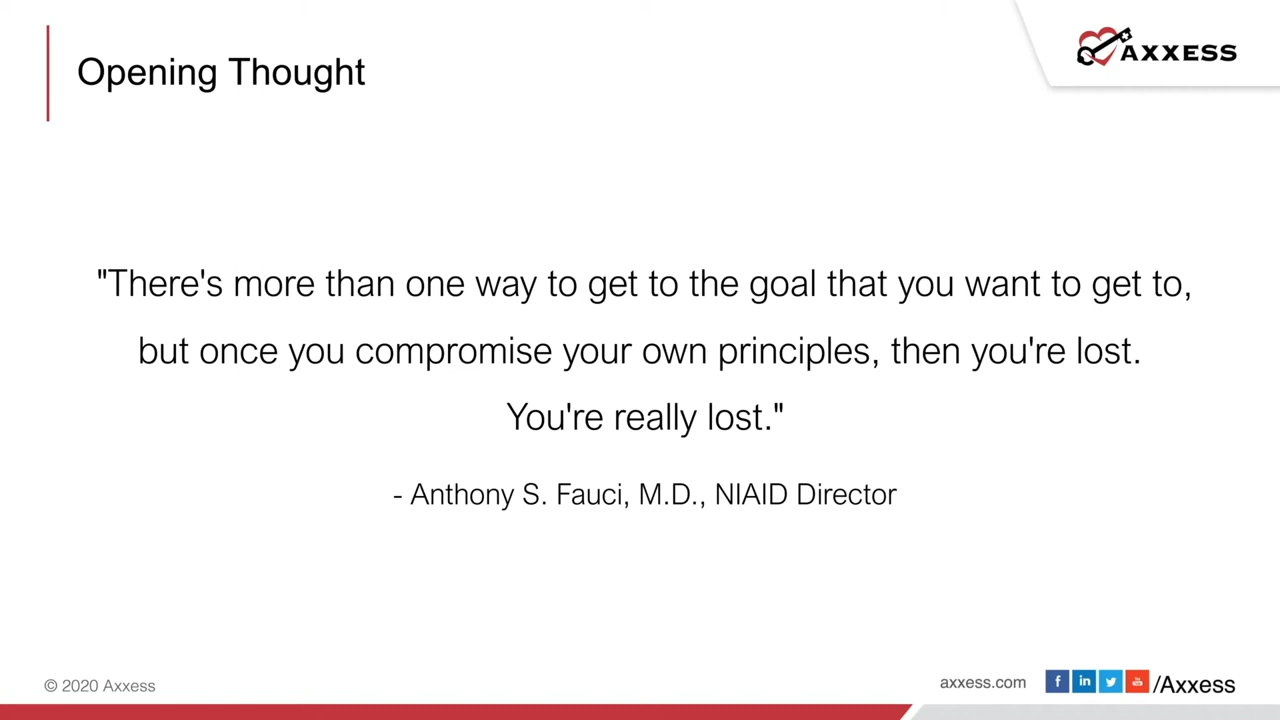 Opening Thought
AXXESS
"There's more than one way to get to the goal that you want to get to,
but once you compromise your own principles, then you're lost.
You're really lost."
- Anthony S. Fauci, M.D., NIAID Director
© 2020 Axxess
axxess.com f in /Axxess